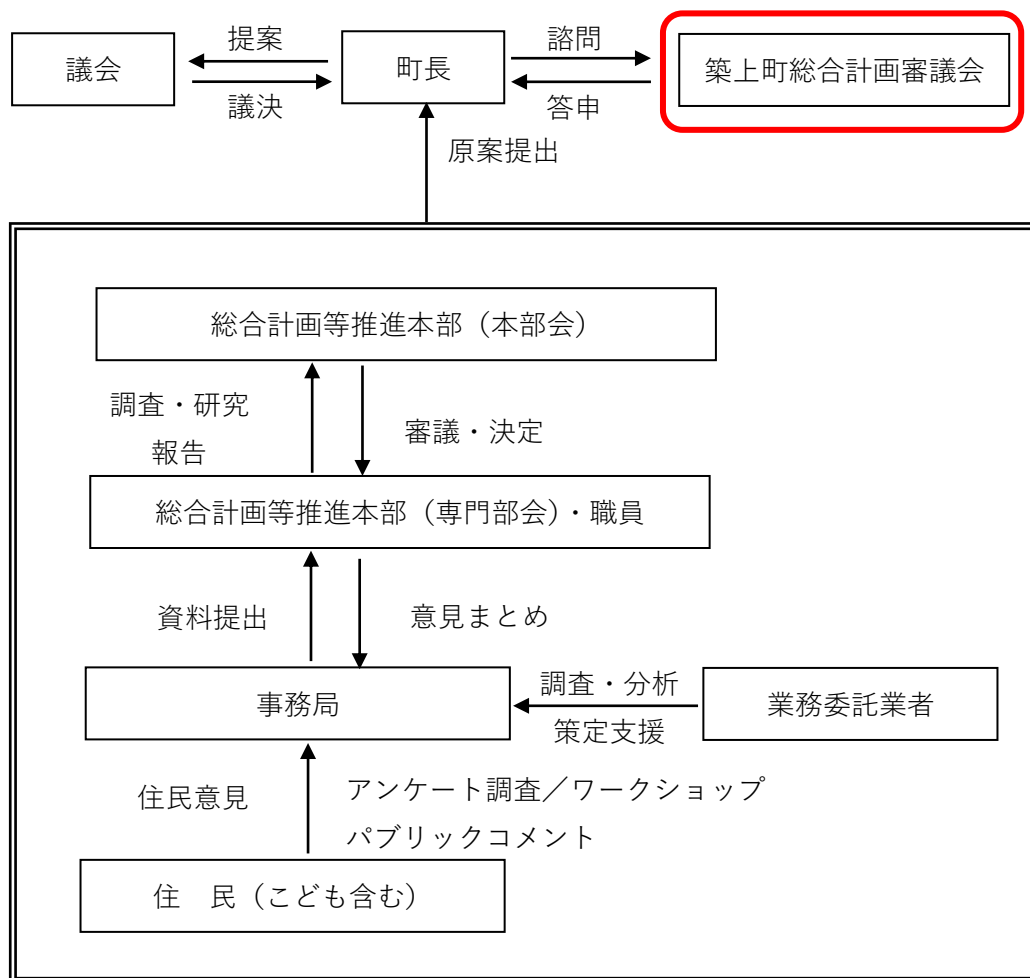 提案
諮問
議会
町長
築上町総合計画審議会
議決
答申
原案提出
総合計画等推進本部（本部会）
調査・研究
報告
審議・決定
総合計画等推進本部（専門部会）・職員
資料提出
意見まとめ
事務局
調査・分析
策定支援
業務委託業者
住民意見
アンケート調査／ワークショップ
パブリックコメント
住　民（こども含む）